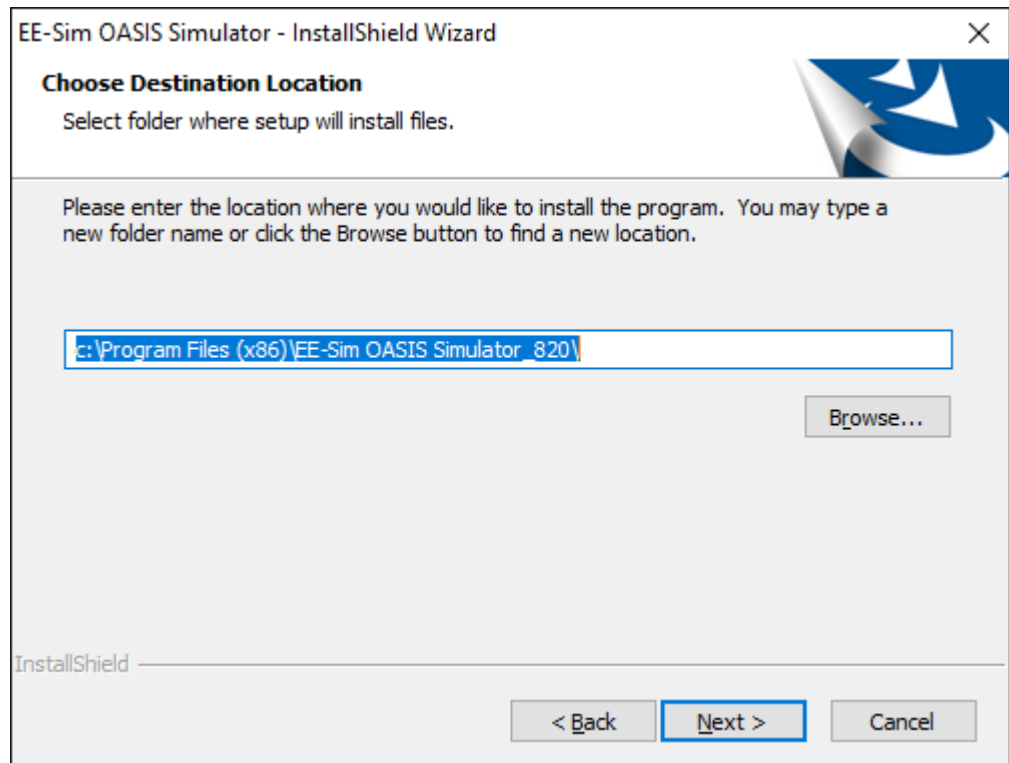 EE-Sim OASIS Simulator - InstallShield Wizard
Choose Destination Location
Select folder where setup will install files.
Please enter the location where you would like to install the program.  You may type a
new folder name or click the Browse button to find a new location.
c:\Program Files (x86)\EE-Sim OASIS Simulator_820\
Browse...
InstallShield
< Back
Next >
Cancel